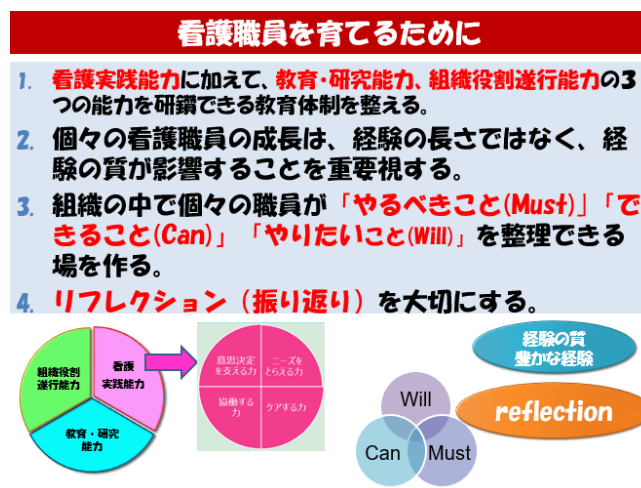 看護職員を育てるために
1. 看護実践能力に加えて、教育・研究能力、組織役割遂行能力の3
つの能力を研鑽できる教育体制を整える。
2. 個々の看護職員の成長は、経験の長さではなく、経
験の質が影響することを重要視する。
3. 組織の中で個々の職員が「やるべきこと(Must)」「で
きること(Can)」「やりたいこと(Will)」を整理できる
場を作る。
4. リフレクション（振り返り）を大切にする。
組織役割
遂行能力
看護
実践能力
教育・研究
能力
意思決定
を支える力
ニーズを
とらえる力
協働する
力
ケアする力
Will
Can
Must
経験の質
豊かな経験
reflection